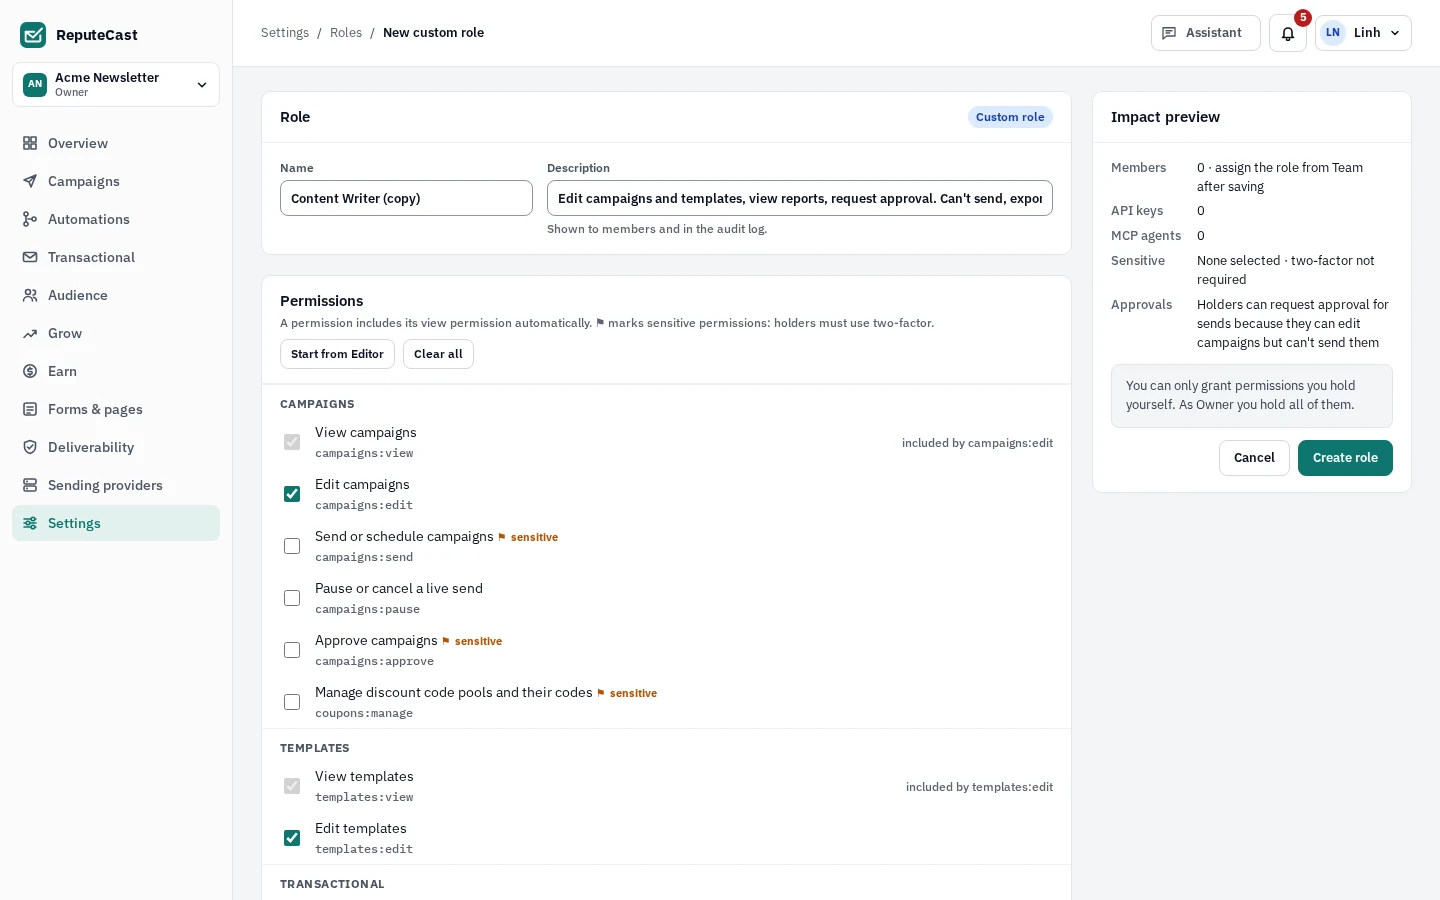 ReputeCast
AN
Acme Newsletter
Owner
Overview
Campaigns
Automations
Transactional
Audience
Grow
Earn
Forms & pages
Deliverability
Sending providers
Settings
Settings / Roles / New custom role
Assistant
5
LN
Linh
Role
Custom role
Name
Description
Content Writer (copy)
Edit campaigns and templates, view reports, request approval. Can't send, expor
Shown to members and in the audit log.
Permissions
A permission includes its view permission automatically. ⚑ marks sensitive permissions: holders must use two-factor.
Start from Editor
Clear all
CAMPAIGNS
View campaigns
campaigns:view
included by campaigns:edit
Edit campaigns
campaigns:edit
Send or schedule campaigns ⚑ sensitive
campaigns:send
Pause or cancel a live send
campaigns:pause
Approve campaigns ⚑ sensitive
campaigns:approve
Manage discount code pools and their codes ⚑ sensitive
coupons:manage
TEMPLATES
View templates
templates:view
included by templates:edit
Edit templates
templates:edit
TRANSACTIONAL
Impact preview
Members
0 · assign the role from Team
after saving
API keys
0
MCP agents
0
Sensitive
None selected · two-factor not
required
Approvals
Holders can request approval for
sends because they can edit
campaigns but can't send them
You can only grant permissions you hold
yourself. As Owner you hold all of them.
Cancel
Create role